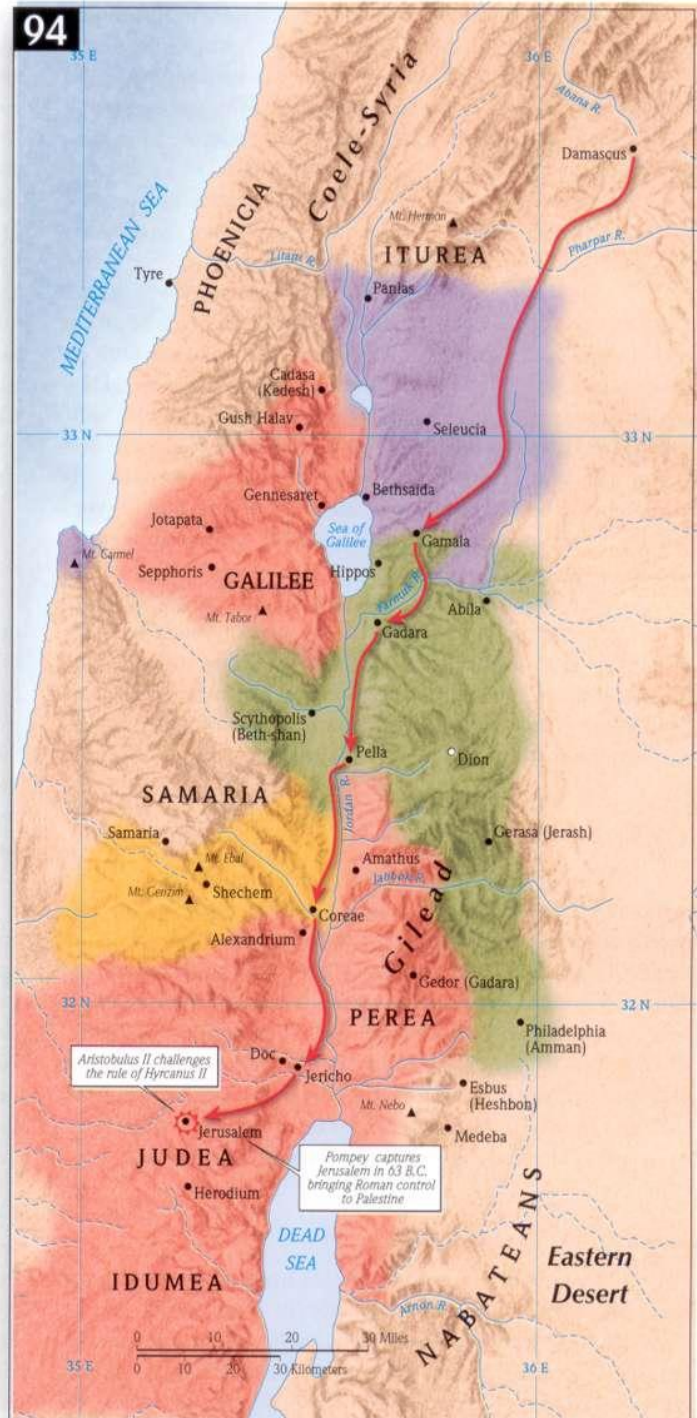 94
35 E
36 E
Abana R.
Coele-Syria
Damascus
MEDITERRANEAN SEA
PHOENICIA
Mt. Hermon
Pharpar R.
Litani R.
ITUREA
Tyre
Panias
Cadasa
(Kedesh)
Gush Halav
33 N
Seleucia
33 N
Gennesaret
Bethsaida
Jotapata
Sea of
Galilee
Gamala
Mt. Carmel
Sepphoris
GALILEE
Hippos
Yarmuk R.
Abila
Mt. Tabor
Gadara
Scythopolis
(Beth-shan)
Pella
Dion
Jordan R.
SAMARIA
Samaria
Gerasa (Jerash)
Mt. Ebal
Amathus
Jabbok R.
Mt. Gerizim
Shechem
Coreae
Gilead
Alexandrium
Gedor (Gadara)
32 N
32 N
PEREA
Philadelphia
(Amman)
Aristobulus II challenges
the rule of Hyrcanus II
Doc
Jericho
Esbus
(Heshbon)
Mt. Nebo
Jerusalem
Medeba
JUDEA
Pompey captures
Jerusalem in 63 B.C.
bringing Roman control
to Palestine
Herodium
DEAD
SEA
NABATEANS
Eastern
Desert
IDUMEA
Arnon R.
0 10 20 30 Miles
0 10 20 30 Kilometers
35 E
36 E